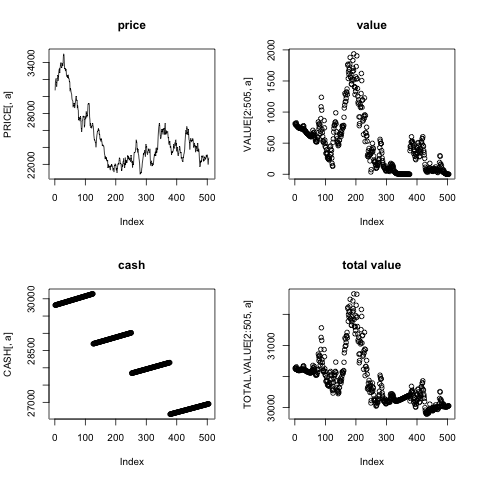 price
PRICE[, a]
34000
28000
22000
0 100 200 300 400 500
Index
value
VALUE[2:505, a]
2000
1500
1000
500
0
0 100 200 300 400 500
Index
cash
CASH[, a]
30000
28500
27000
0 100 200 300 400 500
Index
total value
TOTAL.VALUE[2:505, a]
31000
30000
0 100 200 300 400 500
Index